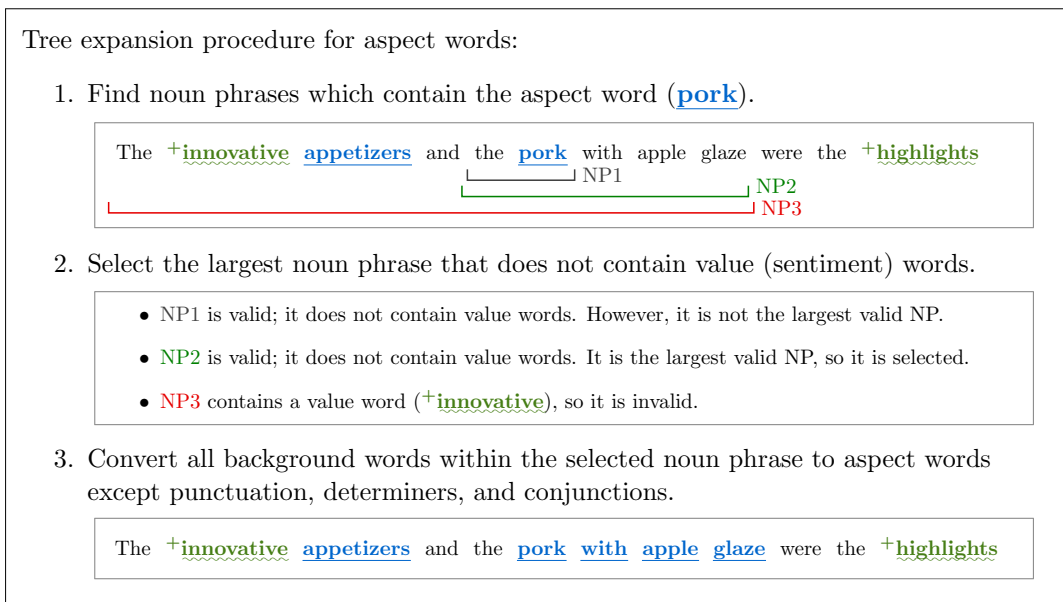 Tree expansion procedure for aspect words:
1. Find noun phrases which contain the aspect word (pork).
The +innovative appetizers and the pork with apple glaze were the +highlights
NP1
NP2
NP3
2. Select the largest noun phrase that does not contain value (sentiment) words.
• NP1 is valid; it does not contain value words. However, it is not the largest valid NP.
• NP2 is valid; it does not contain value words. It is the largest valid NP, so it is selected.
• NP3 contains a value word (+innovative), so it is invalid.
3. Convert all background words within the selected noun phrase to aspect words
except punctuation, determiners, and conjunctions.
The +innovative appetizers and the pork with apple glaze were the +highlights